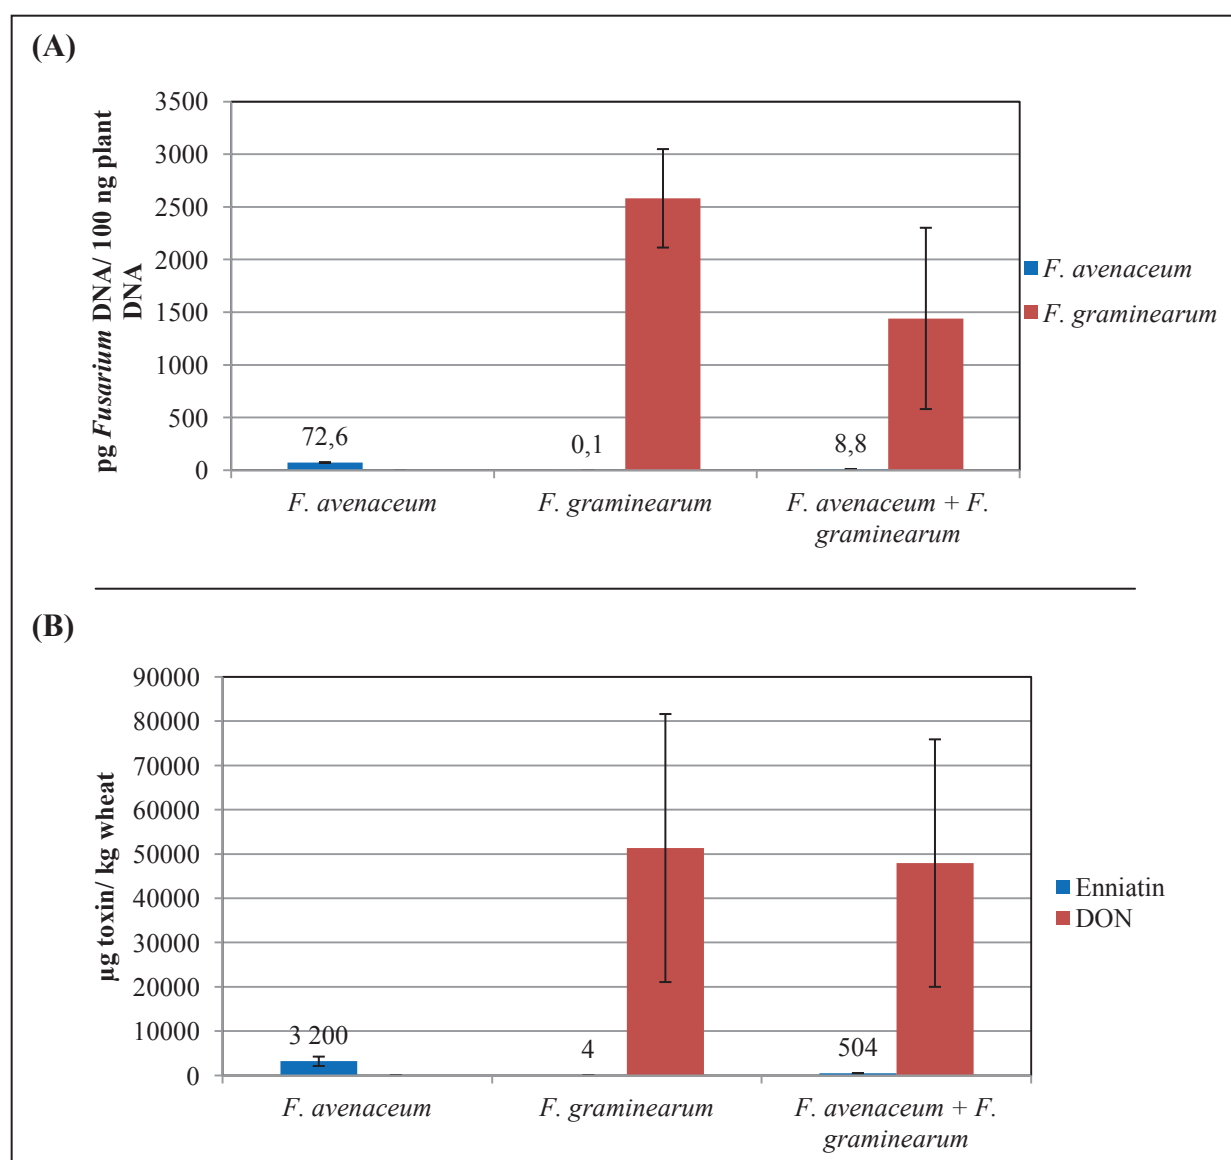 (A)
pg Fusarium DNA/ 100 ng plant
DNA
3500
3000
2500
2000
1500
1000
500
0
72,6
0,1
8,8
F. avenaceum
F. graminearum
F. avenaceum + F.
graminearum
F. avenaceum
F. graminearum
(B)
µg toxin/ kg wheat
90000
80000
70000
60000
50000
40000
30000
20000
10000
0
3 200
4
504
F. avenaceum
F. graminearum
F. avenaceum + F.
graminearum
Enniatin
DON